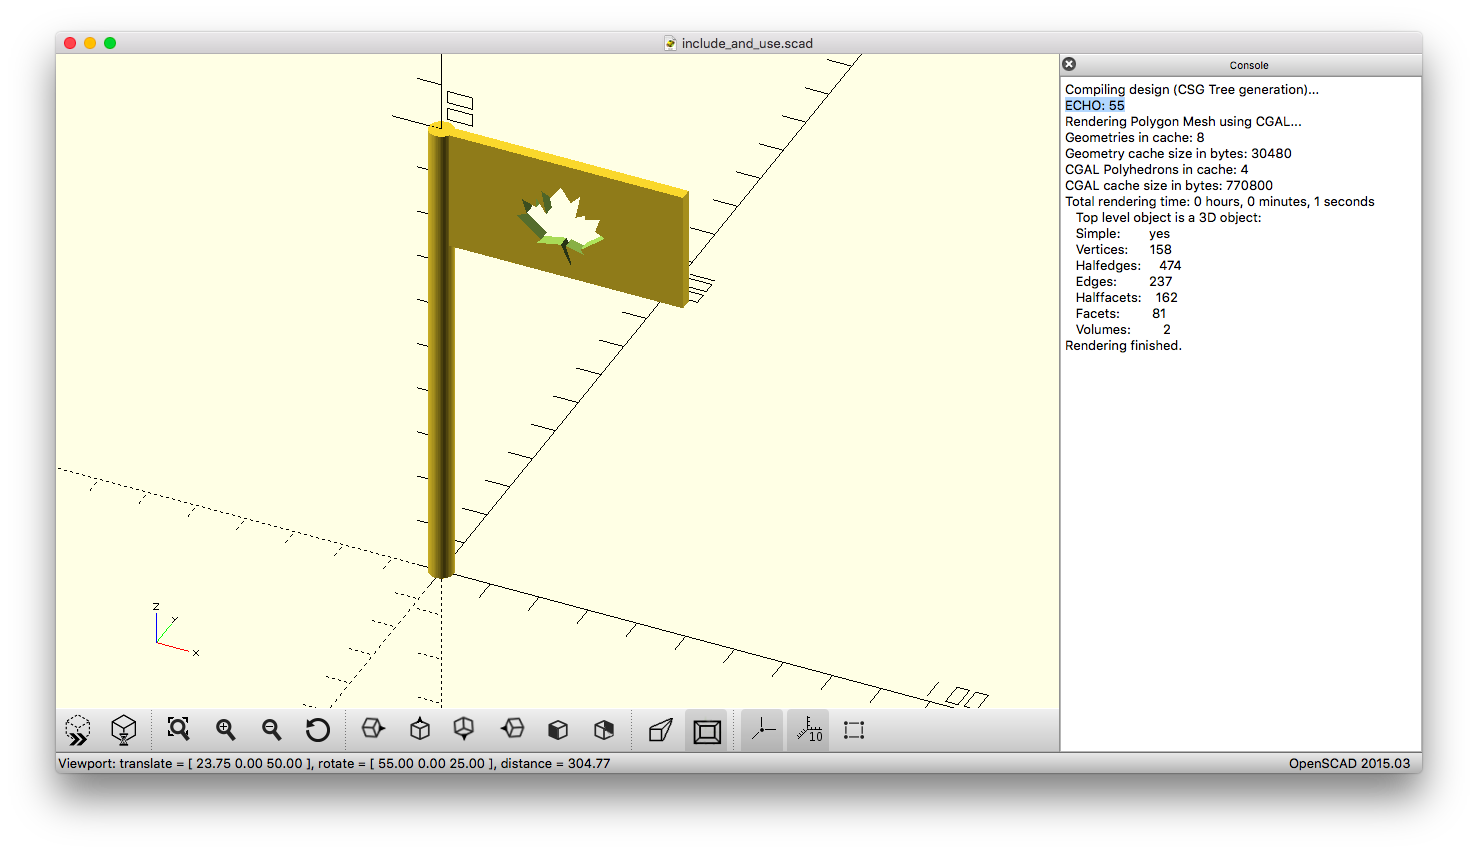 include_and_use.scad
Console
Compiling design (CSG Tree generation)...
ECHO: 55
Rendering Polygon Mesh using CGAL...
Geometries in cache: 8
Geometry cache size in bytes: 30480
CGAL Polyhedrons in cache: 4
CGAL cache size in bytes: 770800
Total rendering time: 0 hours, 0 minutes, 1 seconds
Top level object is a 3D object:
Simple: yes
Vertices: 158
Halfedges: 474
Edges: 237
Halffacets: 162
Facets: 81
Volumes: 2
Rendering finished.
100
z
Y
x
10
Viewport: translate = [ 23.75 0.00 50.00 ], rotate = [ 55.00 0.00 25.00 ], distance = 304.77
OpenSCAD 2015.03